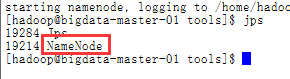 starting namenode, logging to /home/hadoo
[hadoop@bigdata-master-01 tools]$ jps
19284 Jps
19214 NameNode
[hadoop@bigdata-master-01 tools]$